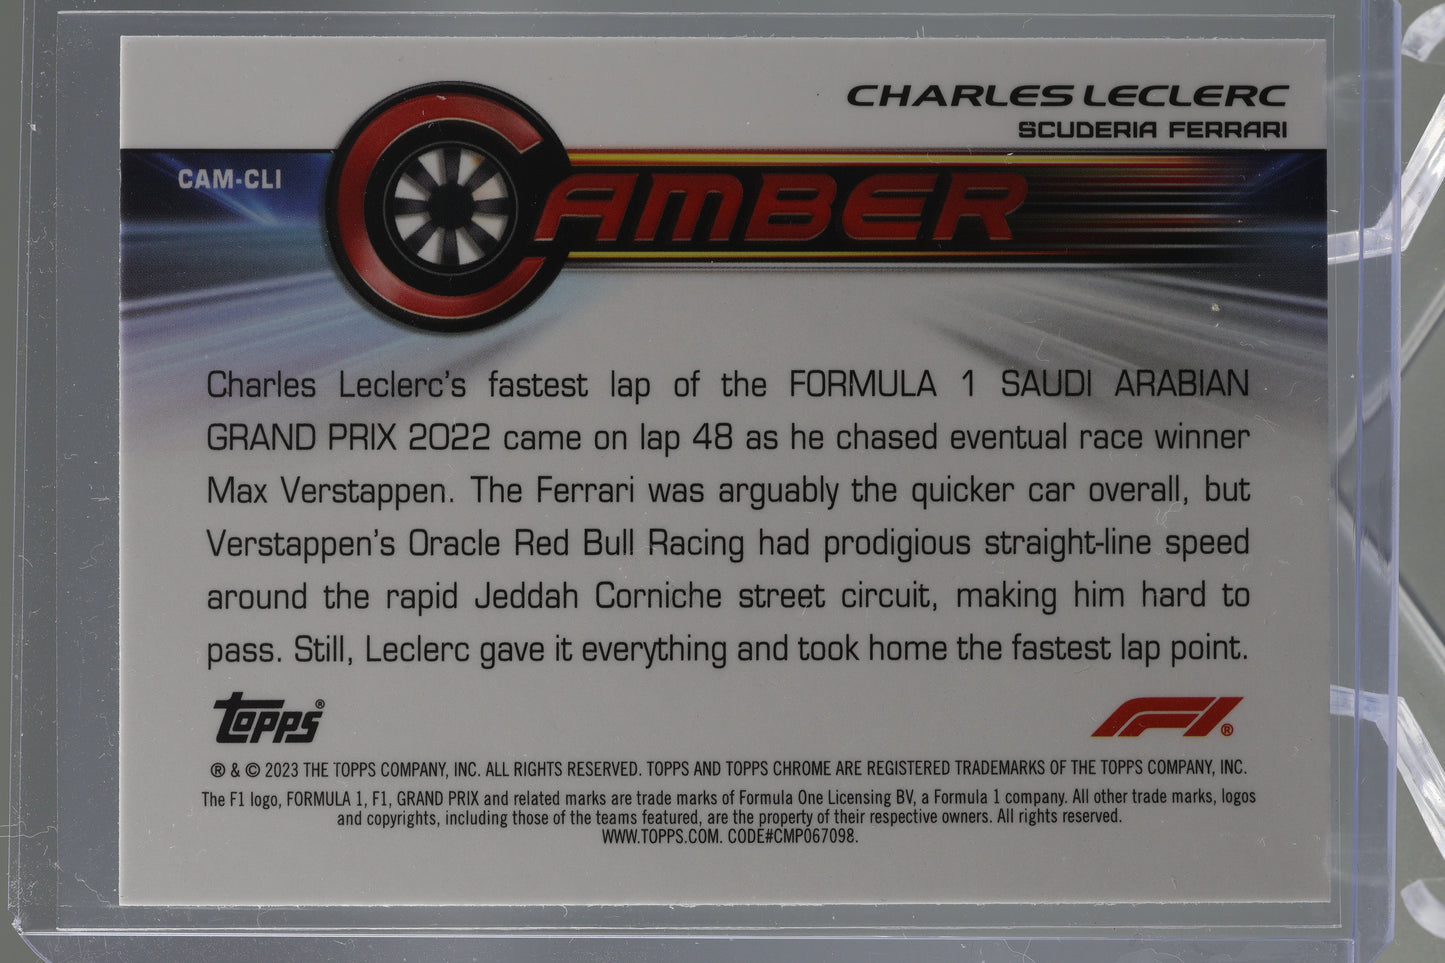 CHARLES LECLERC
SCUDERIA FERRARI
CAM-CLI
CAMBER
Charles Leclerc's fastest lap of the FORMULA 1 SAUDI ARABIAN
GRAND PRIX 2022 came on lap 48 as he chased eventual race winner
Max Verstappen. The Ferrari was arguably the quicker car overall, but
Verstappen's Oracle Red Bull Racing had prodigious straight-line speed
around the rapid Jeddah Corniche street circuit, making him hard to
pass. Still, Leclerc gave it everything and took home the fastest lap point.
Topps®
F1®
® & © 2023 THE TOPPS COMPANY, INC. ALL RIGHTS RESERVED. TOPPS AND TOPPS CHROME ARE REGISTERED TRADEMARKS OF THE TOPPS COMPANY, INC.
The F1 logo, FORMULA 1, F1, GRAND PRIX and related marks are trade marks of Formula One Licensing BV, a Formula 1 company. All other trade marks, logos
and copyrights, including those of the teams featured, are the property of their respective owners. All rights reserved.
WWW.TOPPS.COM. CODE#CMP067098.